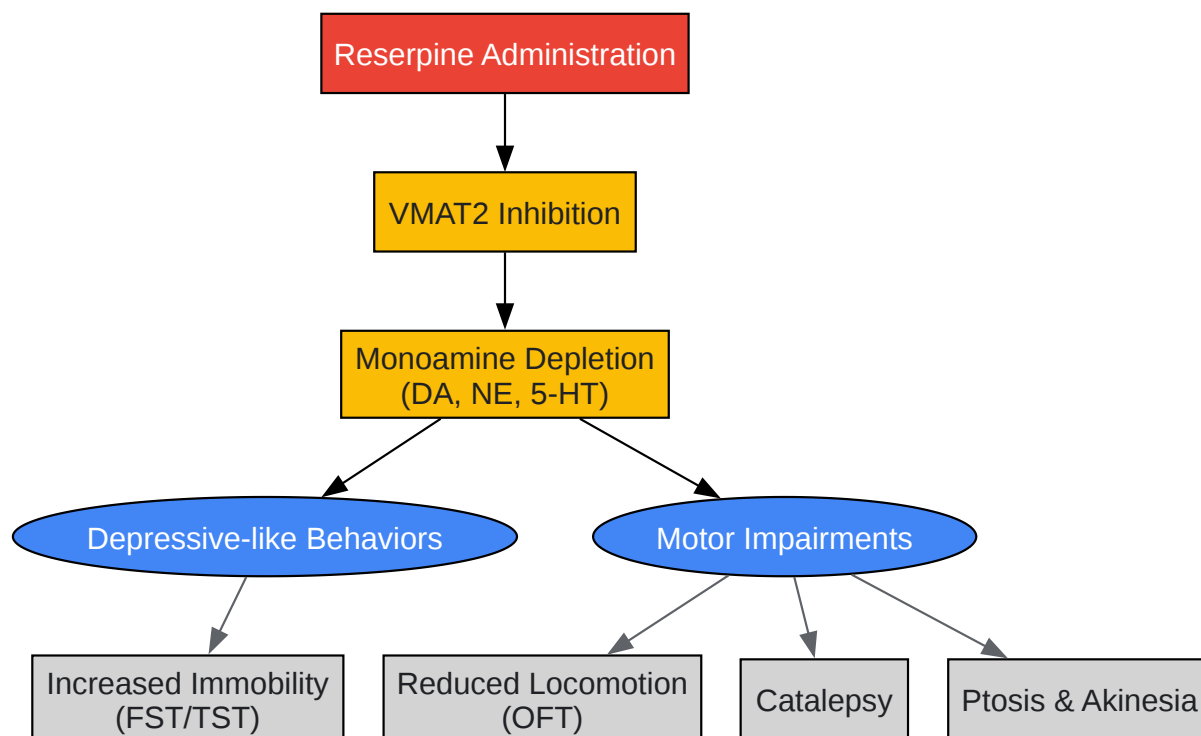 Reserpine Administration
VMAT2 Inhibition
Monoamine Depletion
(DA, NE, 5-HT)
Depressive-like Behaviors
Motor Impairments
Increased Immobility
(FST/TST)
Reduced Locomotion
(OFT)
Catalepsy
Ptosis & Akinesia